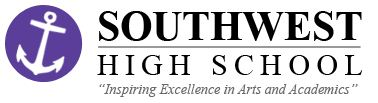 SOUTHWEST
HIGH SCHOOL
“Inspiring Excellence in Arts and Academics”